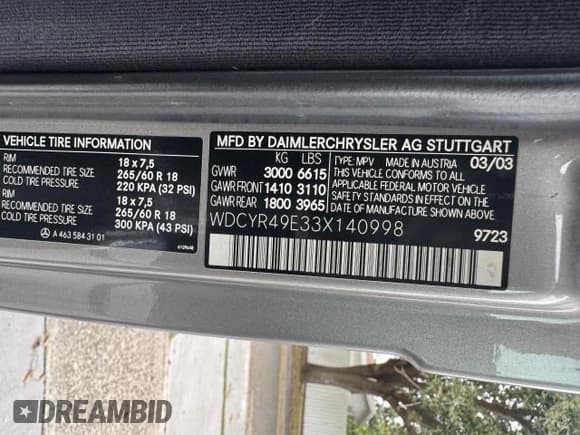 VEHICLE TIRE INFORMATION
RIM 18 x 7,5
RECOMMENDED TIRE SIZE 265/60 R 18
COLD TIRE PRESSURE: 220 KPA (32 PSI)
RIM 18 x 7,5
RECOMMENDED TIRE SIZE 265/60 R 18
COLD TIRE PRESSURE: 300 KPA (43 PSI)
A 463 584 31 01
MFD BY DAIMLERCHRYSLER AG STUTTGART
KG LBS TYPE: MPV MADE IN AUSTRIA 03/03
GVWR 3000 6615 THIS VEHICLE CONFORMS TO ALL
GAWR FRONT 1410 3110 APPLICABLE FEDERAL MOTOR VEHICLE
GAWR REAR 1800 3965 SAFETY STANDARDS IN EFFECT ON THE
DATE OF MANUFACTURE SHOWN ABOVE
WDCYR49E33X140998
9723
DREAMBID